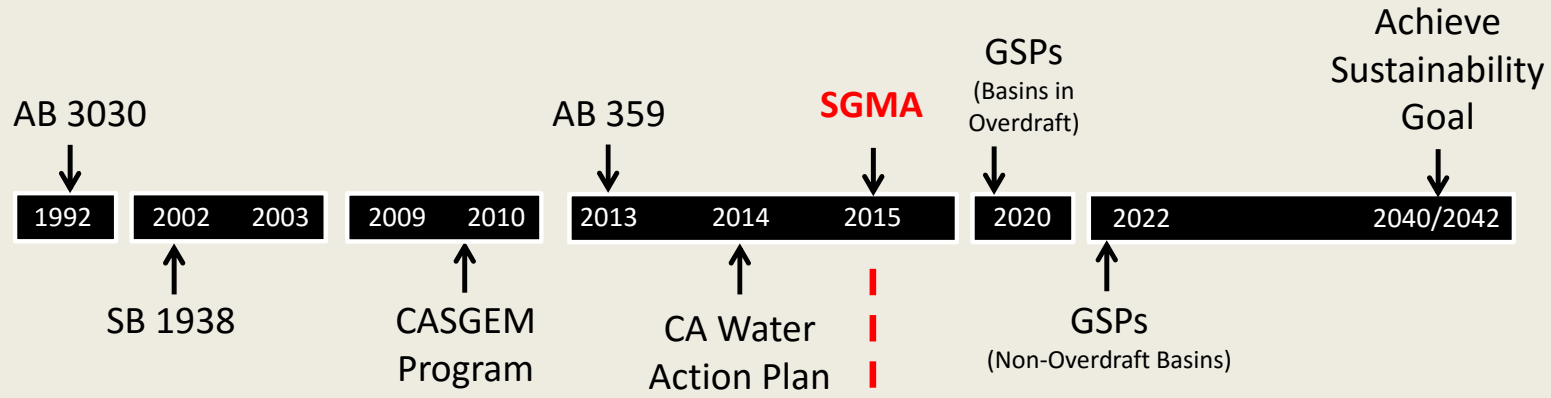 AB 3030
AB 359
SGMA
GSPs
(Basins in
Overdraft)
Achieve
Sustainability
Goal
1992
2002
2003
2009
2010
2013
2014
2015
2020
2022
2040/2042
SB 1938
CASGEM
Program
CA Water
Action Plan
GSPs
(Non-Overdraft Basins)